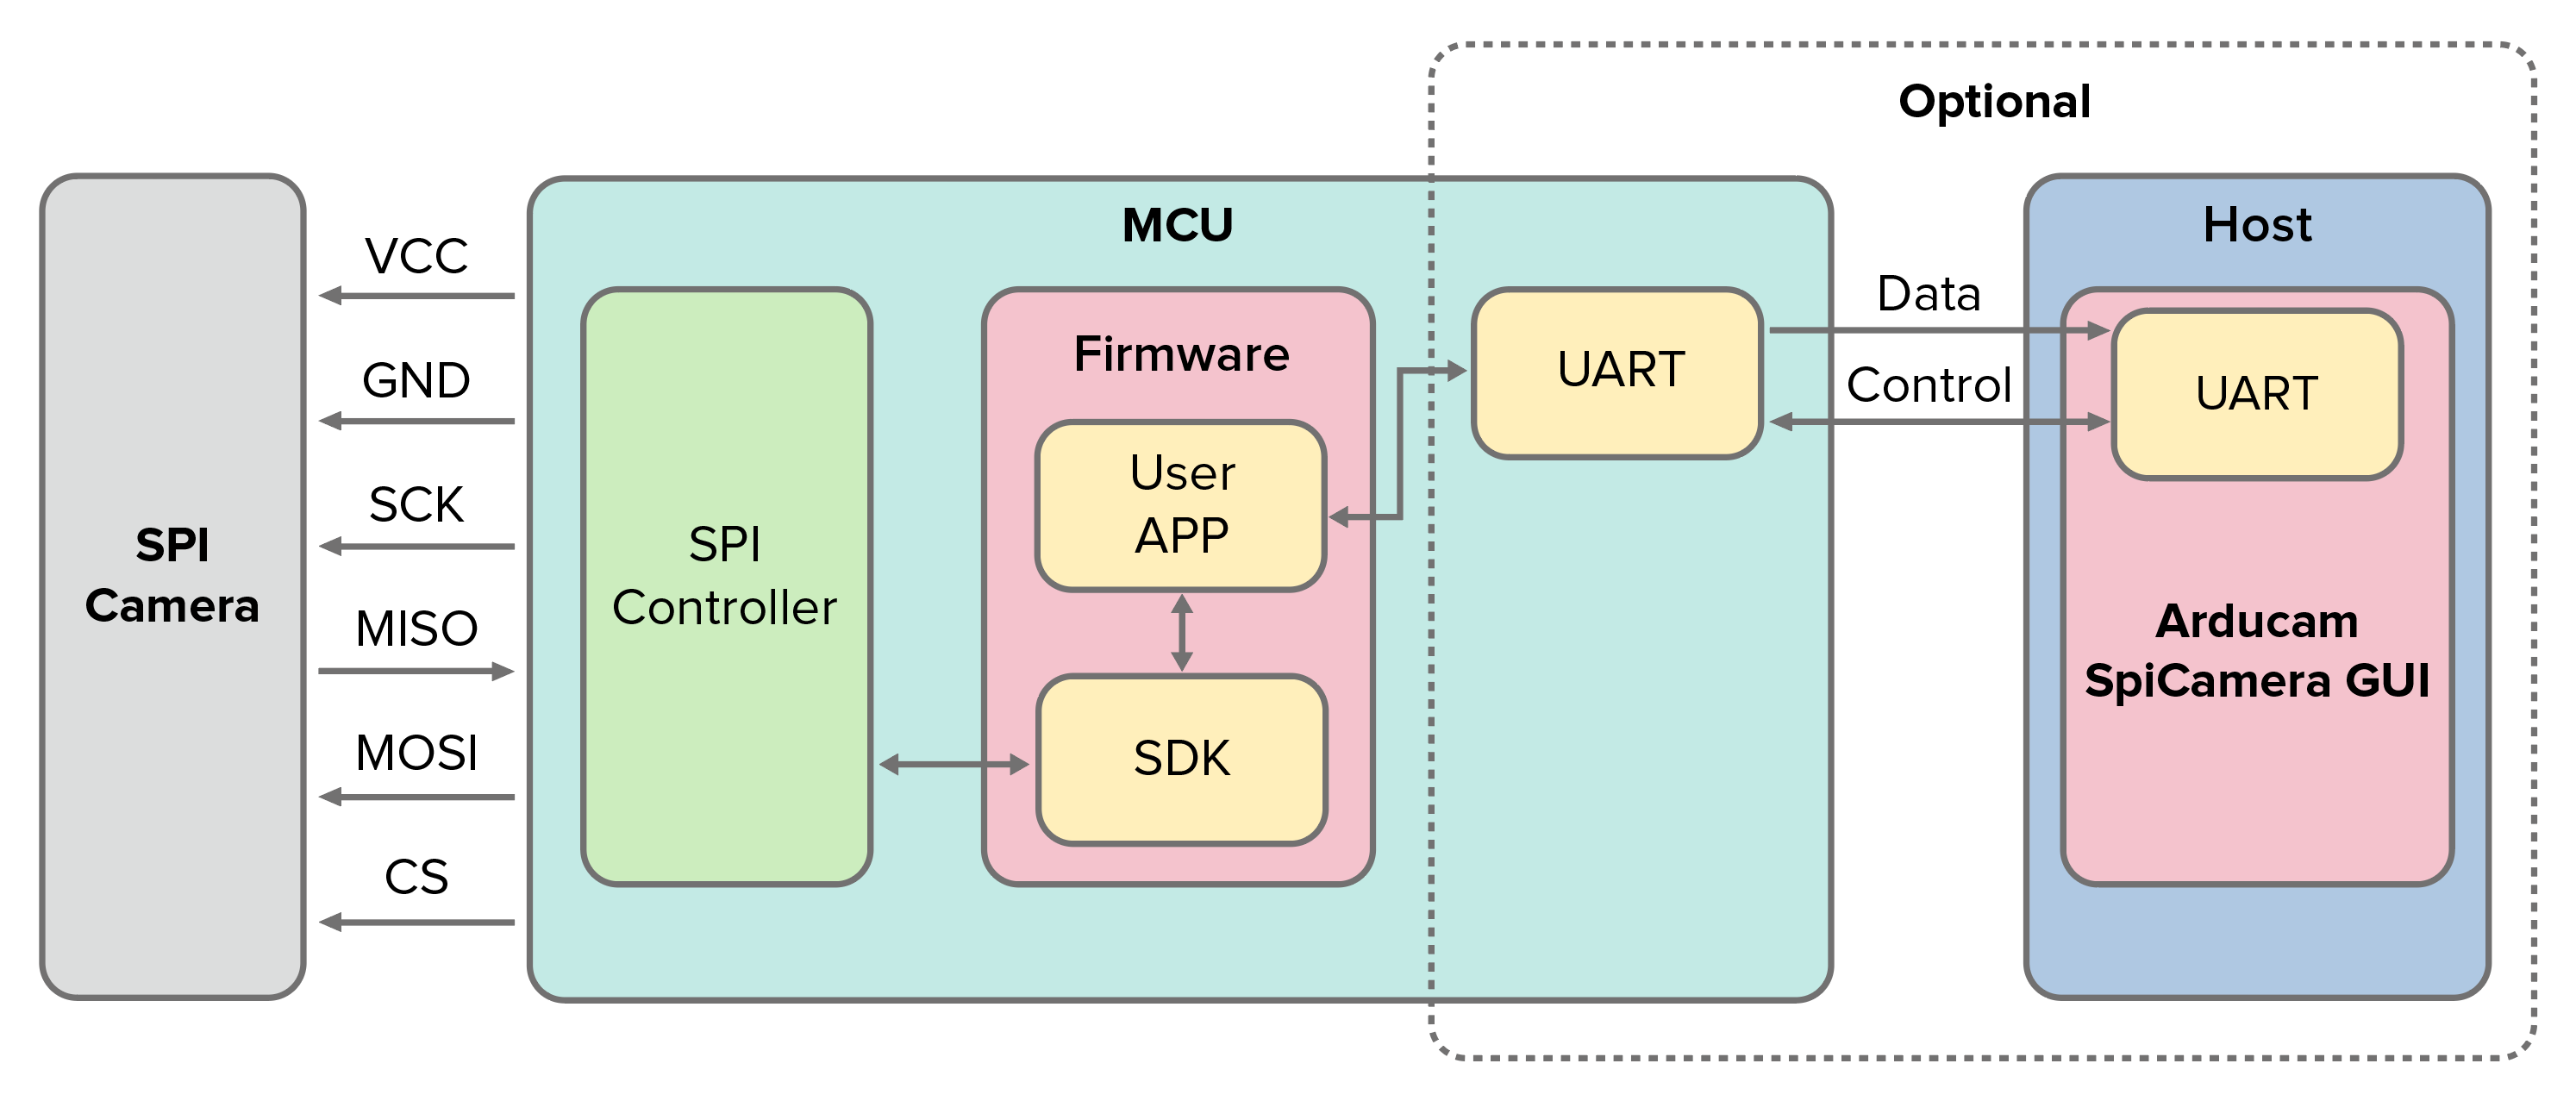 Optional
SPI
Camera
VCC
GND
SCK
MISO
MOSI
CS
MCU
SPI
Controller
Firmware
User
APP
SDK
UART
Data
Control
Host
UART
Arducam
SpiCamera GUI